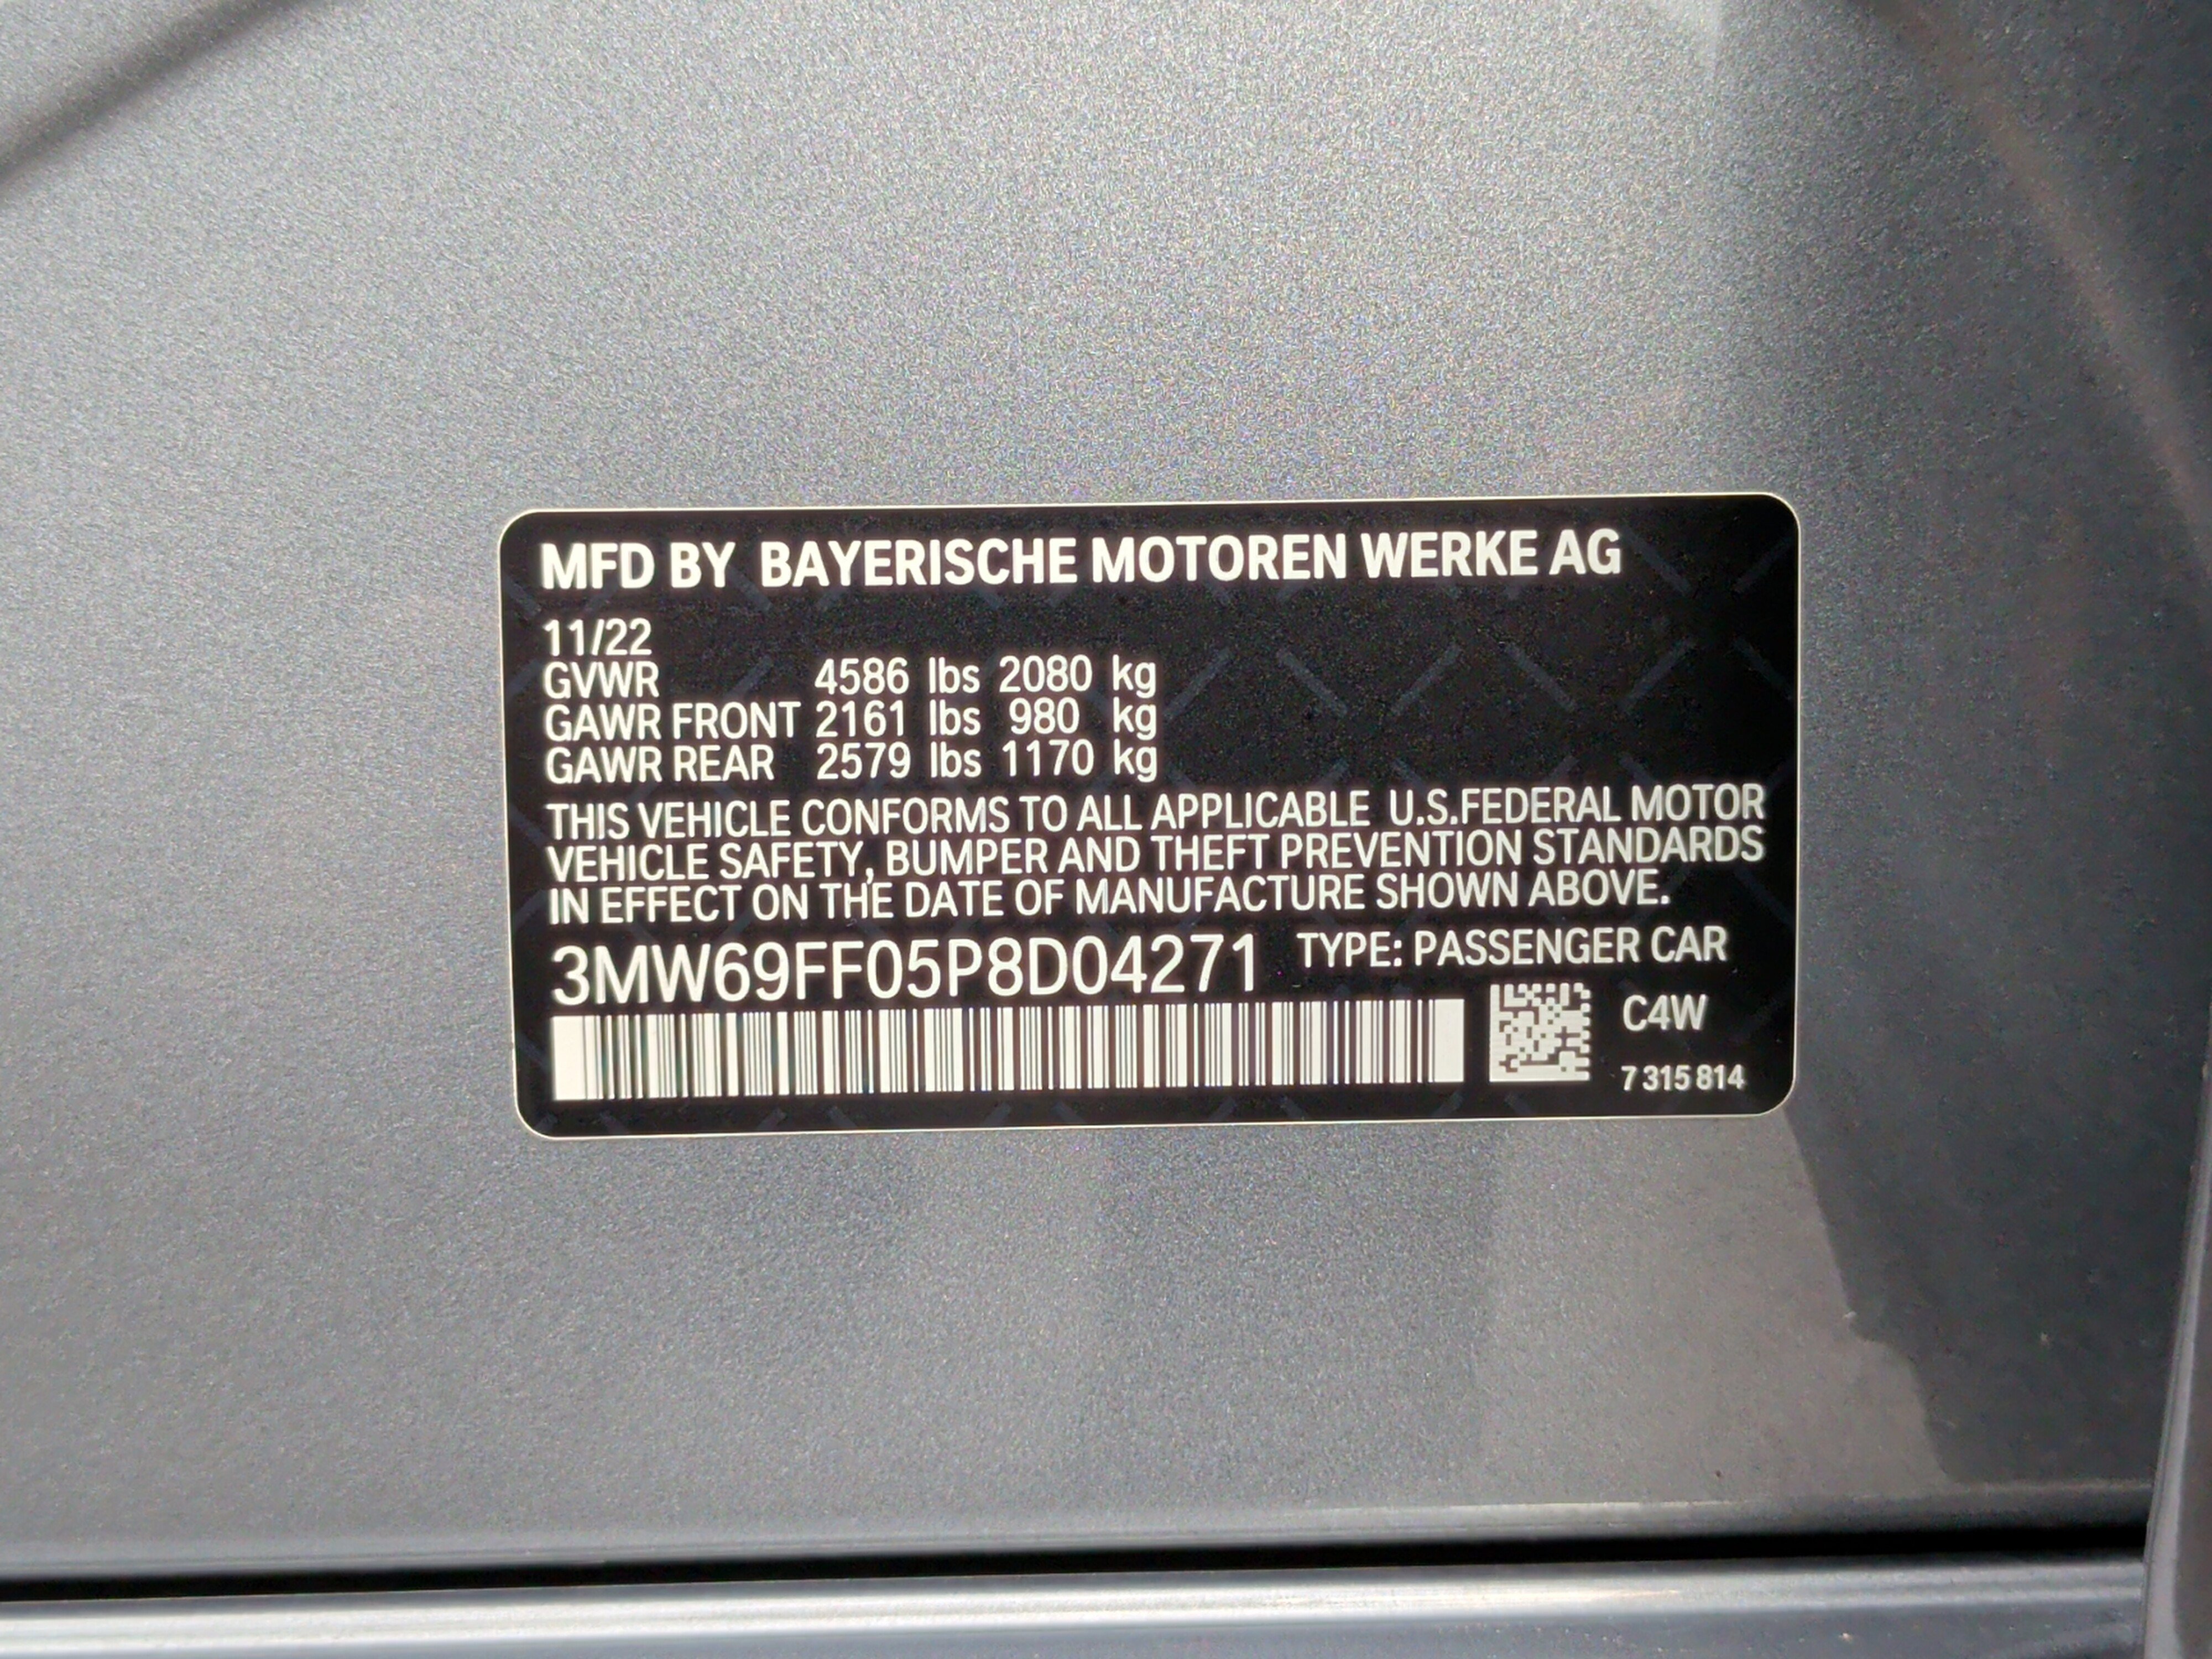 MFD BY BAYERISCHE MOTOREN WERKE AG
11/22
GVWR 4586 lbs 2080 kg
GAWR FRONT 2161 lbs 980 kg
GAWR REAR 2579 lbs 1170 kg
THIS VEHICLE CONFORMS TO ALL APPLICABLE U.S.FEDERAL MOTOR
VEHICLE SAFETY, BUMPER AND THEFT PREVENTION STANDARDS
IN EFFECT ON THE DATE OF MANUFACTURE SHOWN ABOVE.
3MW69FF05P8D04271 TYPE: PASSENGER CAR
C4W
7 315 814